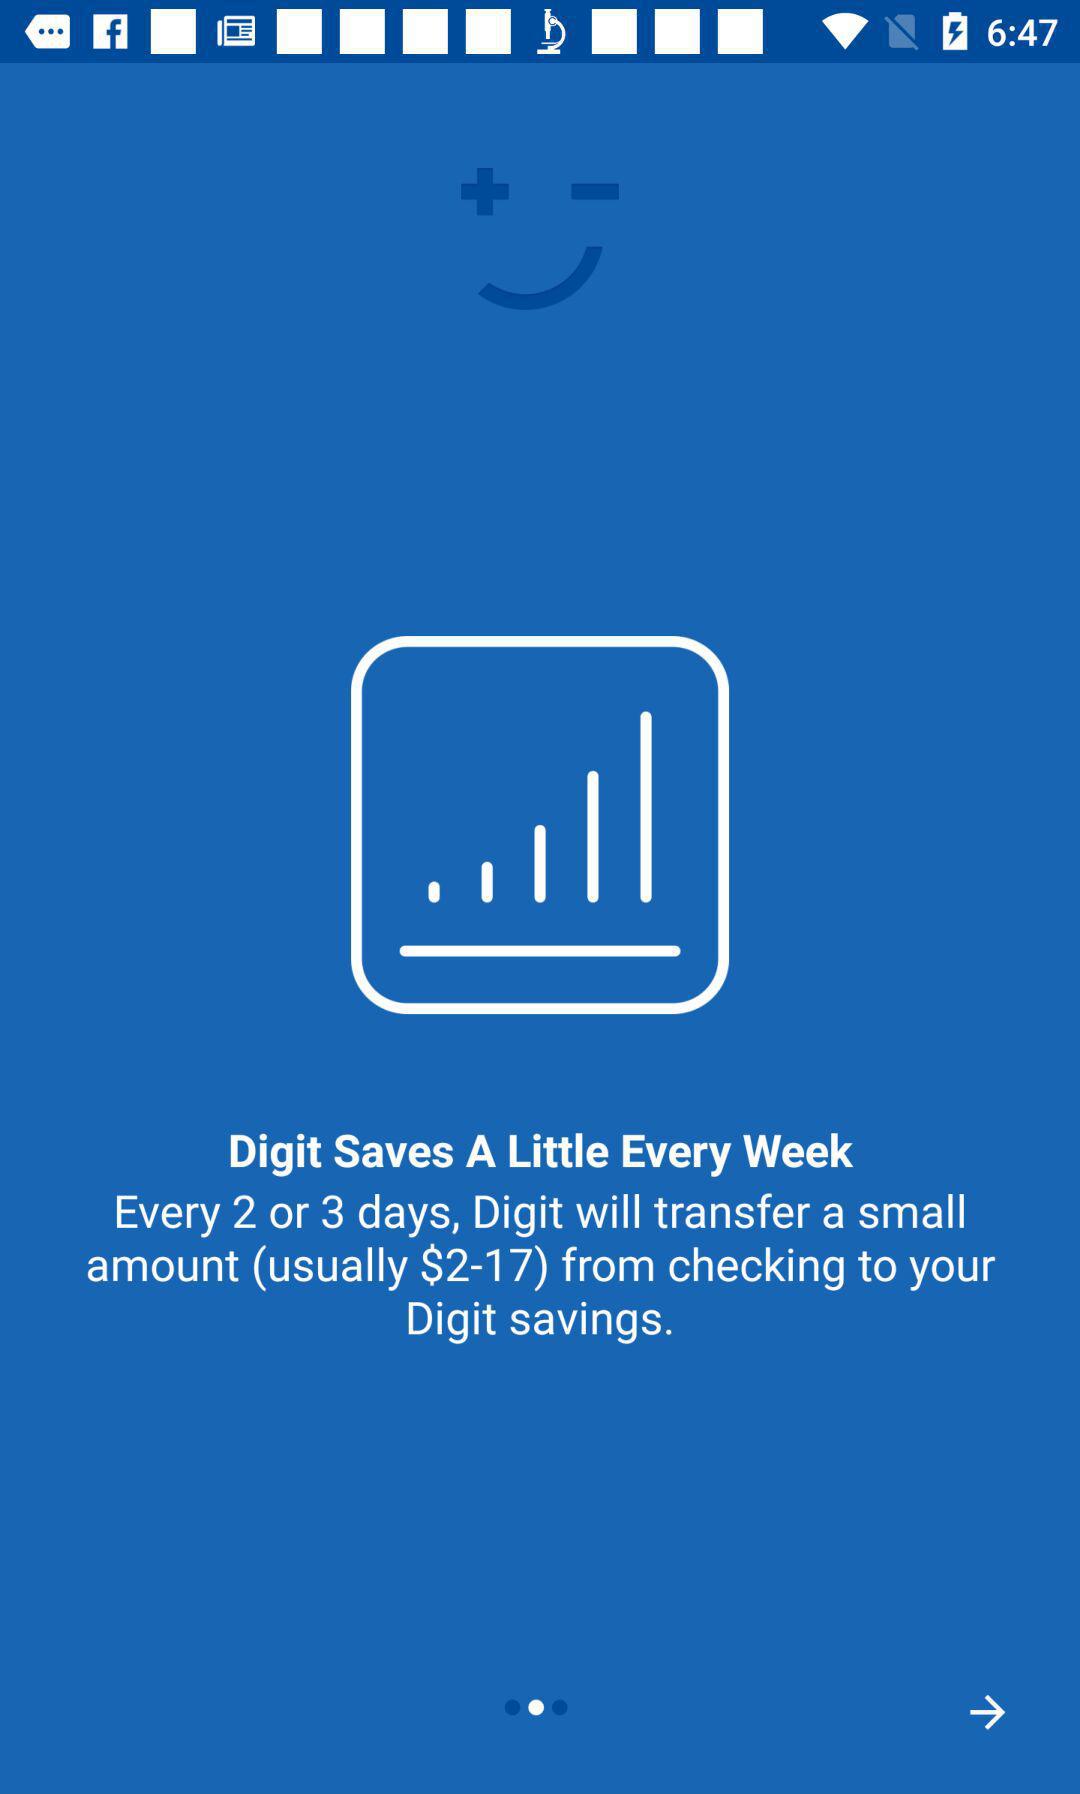 6:47
Digit Saves A Little Every Week
Every 2 or 3 days, Digit will transfer a small
amount (usually $2-17) from checking to your
Digit savings.